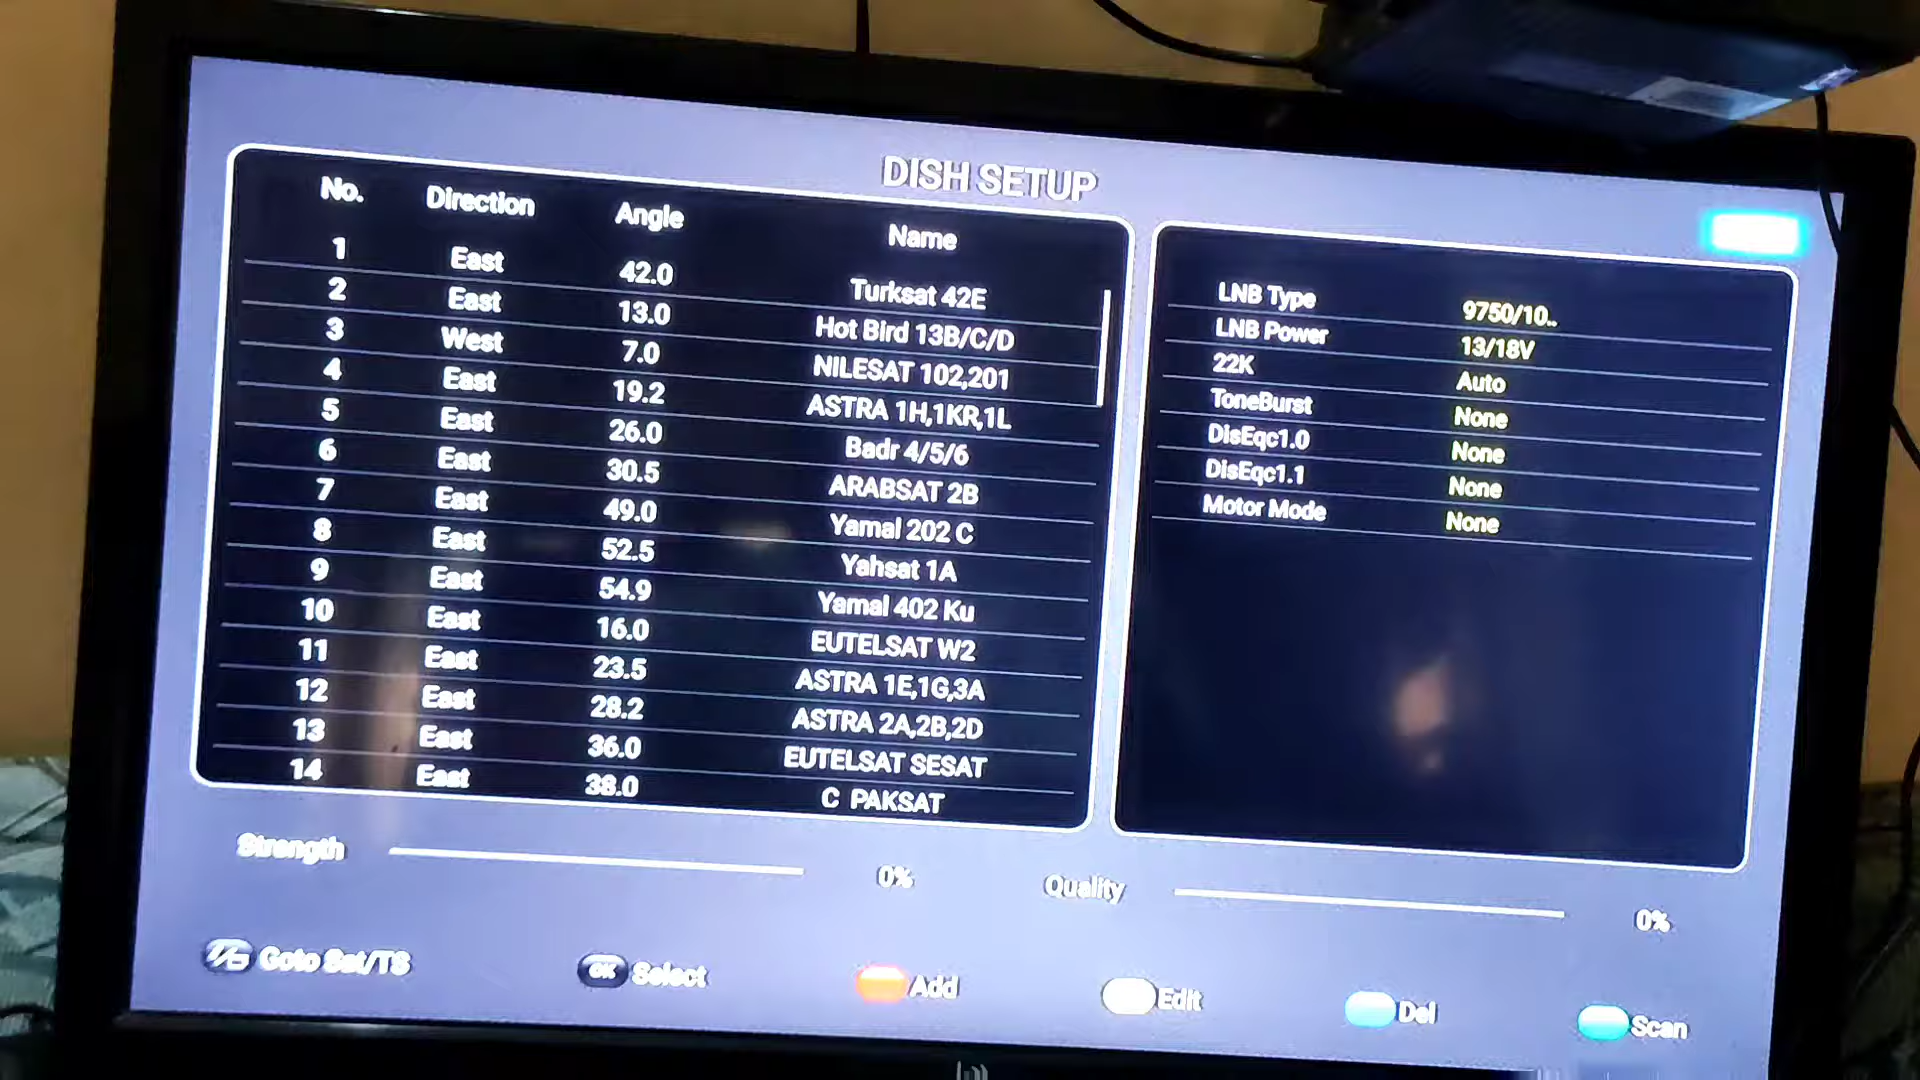 DISH SETUP
No. Direction Angle Name
1 East 42.0 Turksat 42E
2 East 13.0 Hot Bird 13B/C/D
3 West 7.0 NILESAT 102,201
4 East 19.2 ASTRA 1H,1KR,1L
5 East 26.0 Badr 4/5/6
6 East 30.5 ARABSAT 2B
7 East 49.0 Yamal 202 C
8 East 52.5 Yahsat 1A
9 East 54.9 Yamal 402 Ku
10 East 16.0 EUTELSAT W2
11 East 23.5 ASTRA 1E,1G,3A
12 East 28.2 ASTRA 2A,2B,2D
13 East 36.0 EUTELSAT SESAT
14 East 38.0 C PAKSAT
LNB Type 9750/10..
LNB Power 13/18V
22K Auto
ToneBurst None
DisEqc1.0 None
DisEqc1.1 None
Motor Mode None
Strength 0% Quality 0%
Goto Sat/TS OK Select Add Edit Del Scan